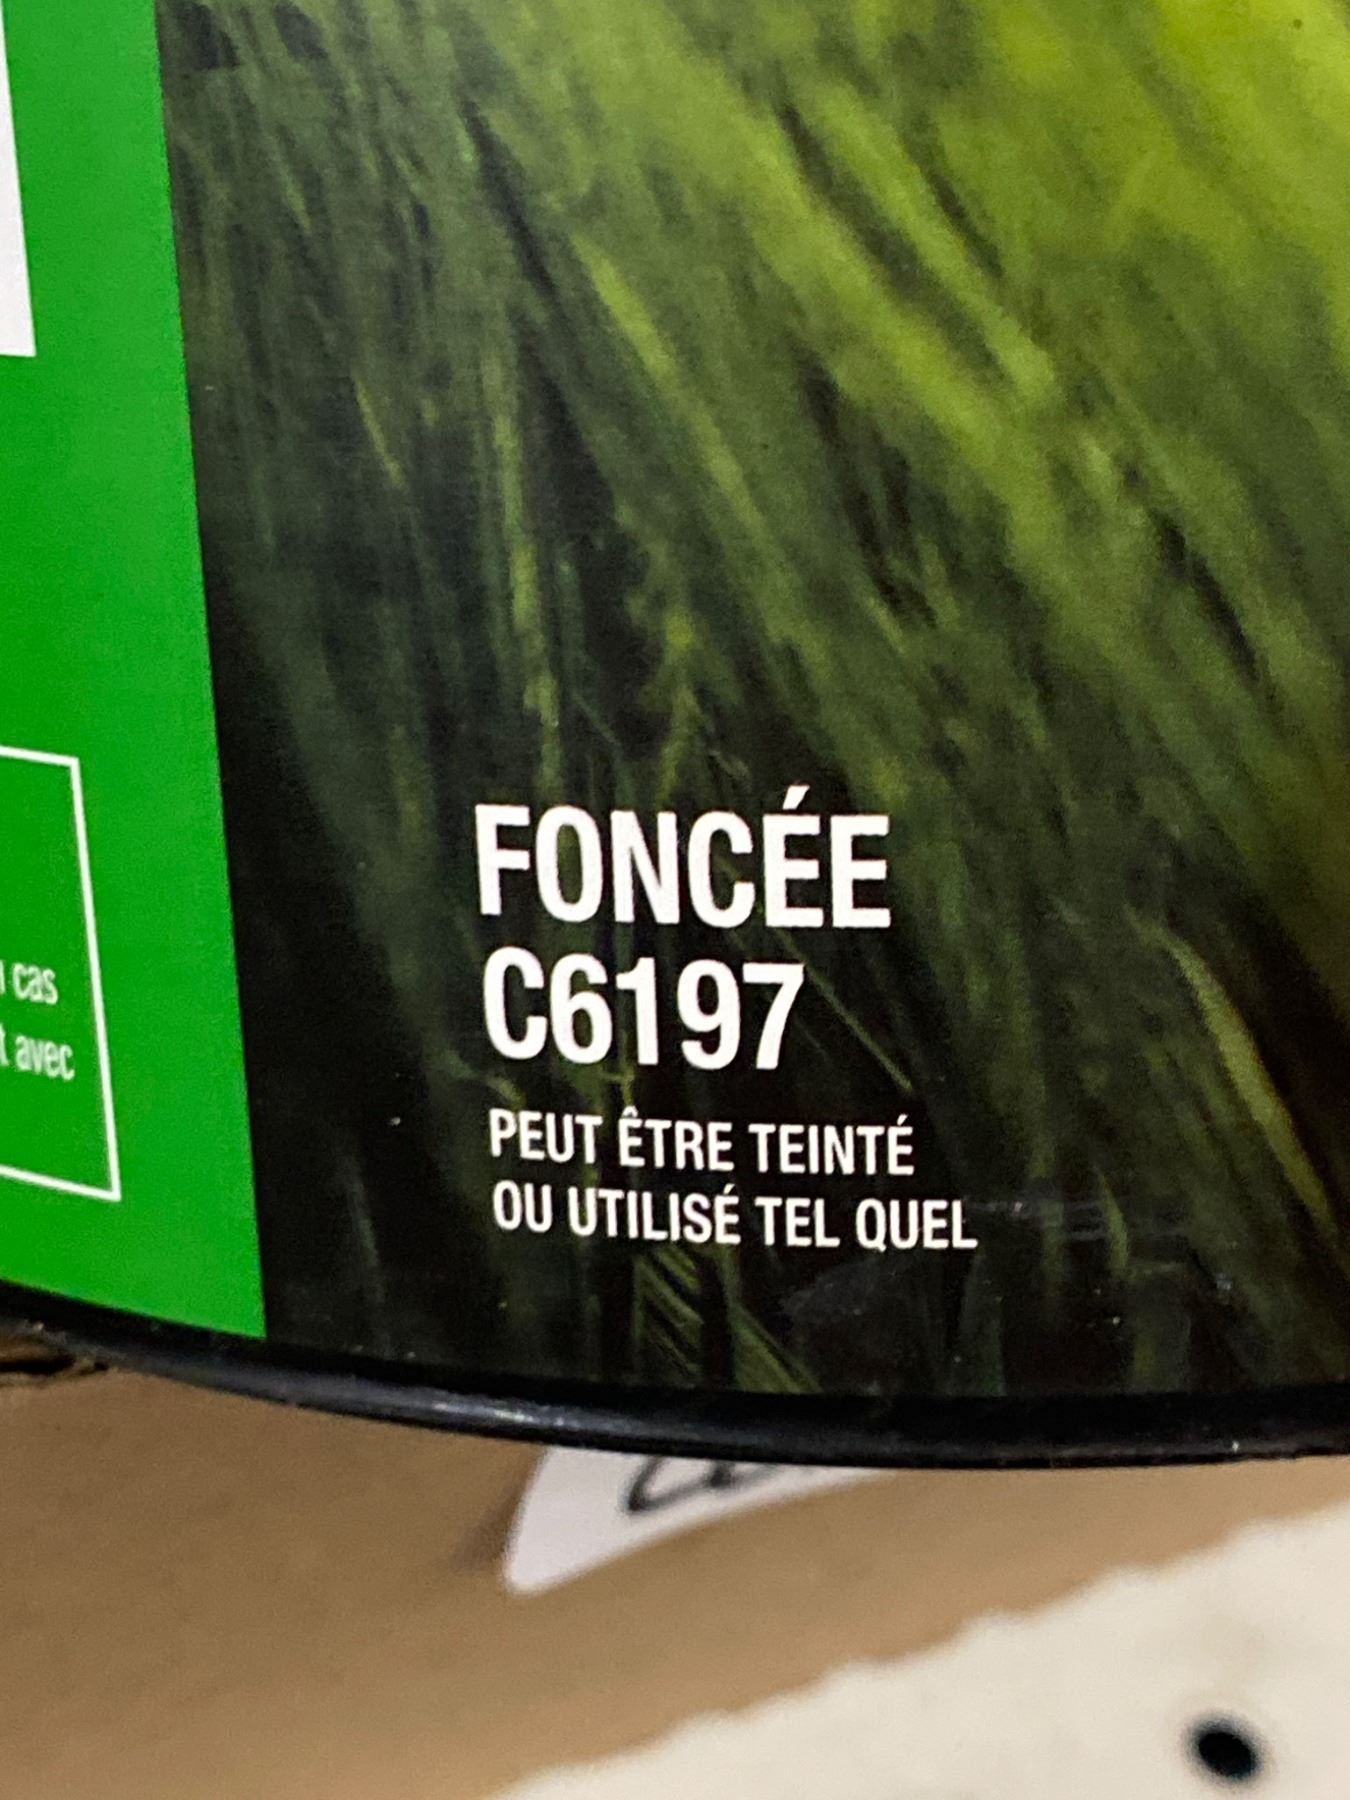 cas
avec
FONCÉE
C6197
PEUT ÊTRE TEINTÉ
OU UTILISÉ TEL QUEL